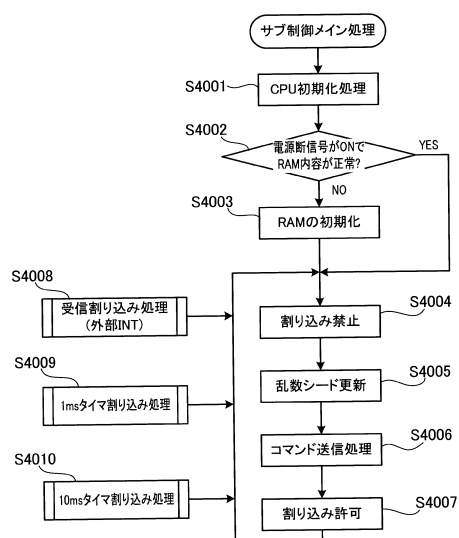 サブ制御メイン処理
S4001
CPU初期化処理
S4002
電源断信号がONで
RAM内容が正常?
YES
NO
S4003
RAMの初期化
S4008
受信割り込み処理
(外部INT)
S4004
割り込み禁止
S4009
1msタイマ割り込み処理
S4005
乱数シード更新
S4006
コマンド送信処理
S4010
10msタイマ割り込み処理
S4007
割り込み許可